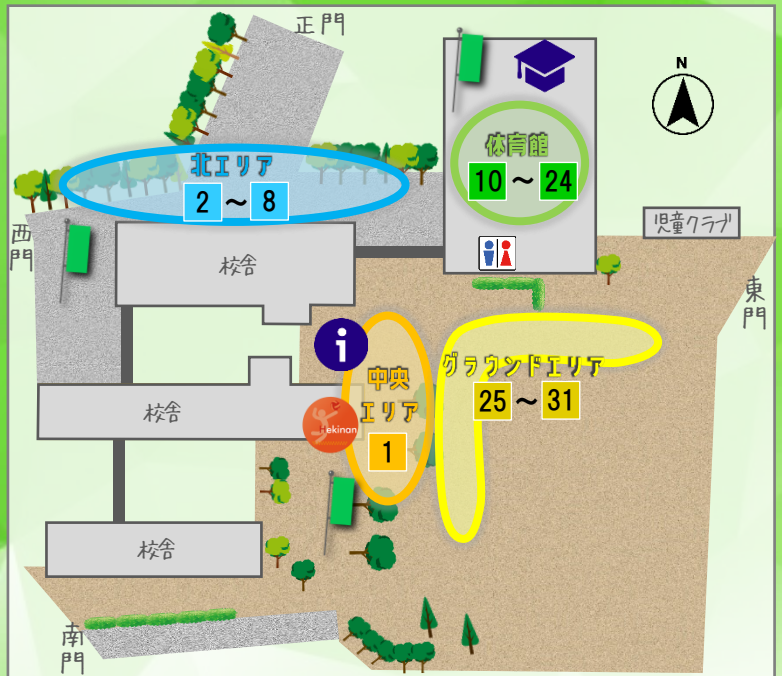 正門
N
体育館
10 ～ 24
北エリア
2 ～ 8
児童クラブ
西門
校舎
東門
i
中央
エリア
1
グラウンドエリア
25 ～ 31
校舎
Hekinan
校舎
南門